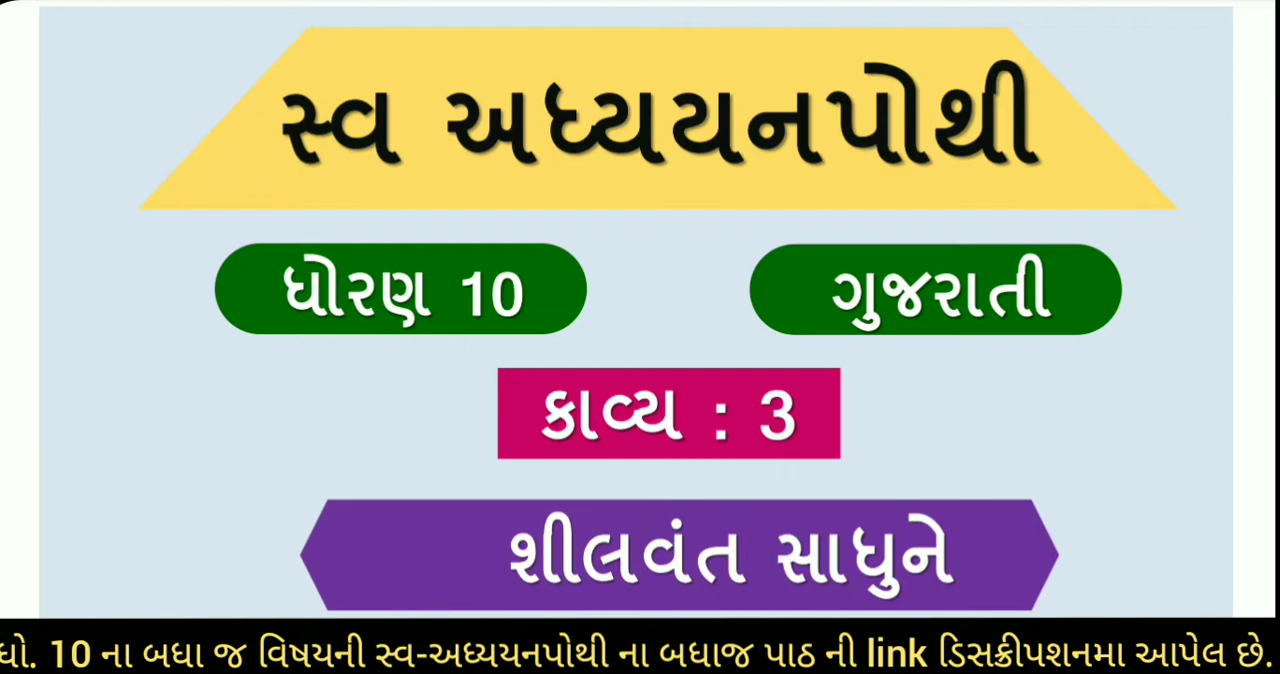 સ્વ અધ્યયનપોથી
ધોરણ 10 ગુજરાતી
કાવ્ય : 3
શીલવંત સાધુને
ધો. 10 ના બધા જ વિષયની સ્વ-અધ્યયનપોથી ના બધાજ પાઠ ની link ડિસક્રીપશનમા આપેલ છે.